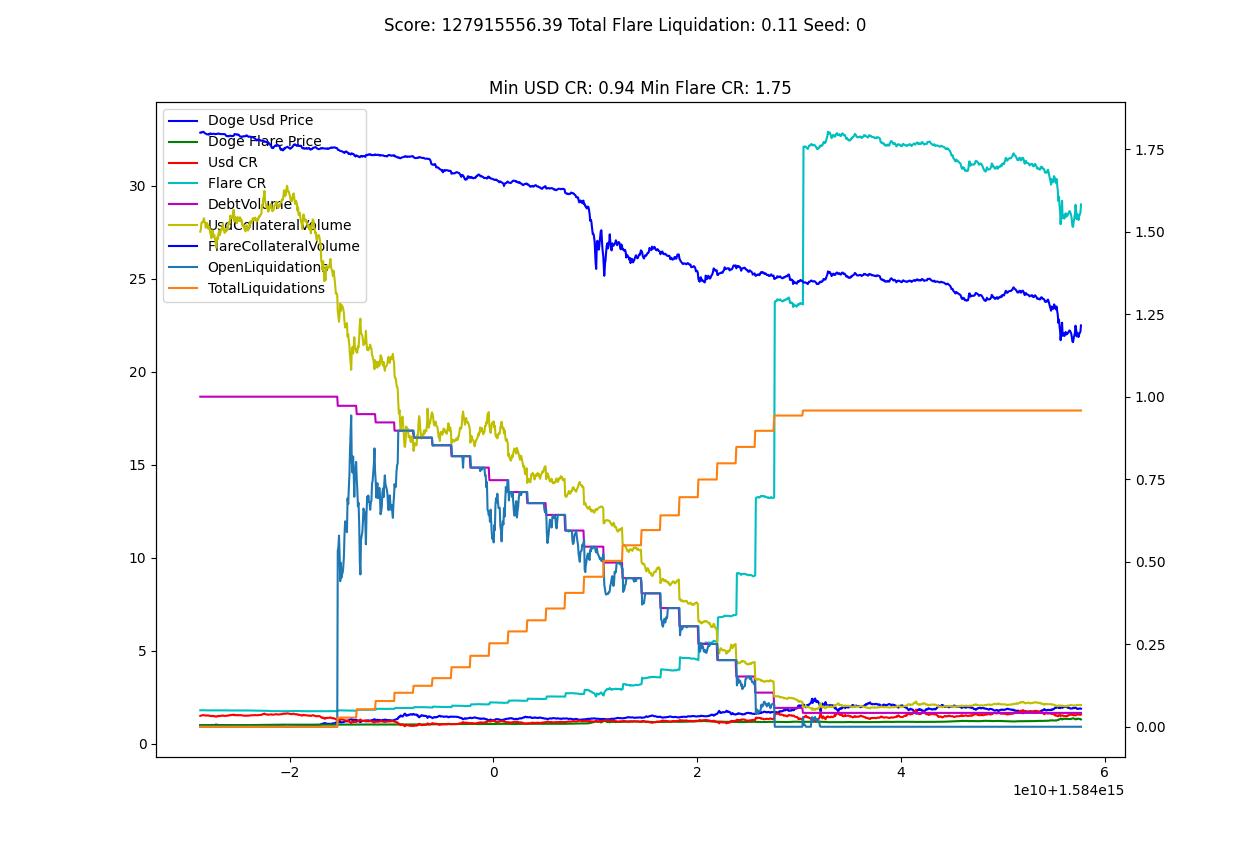 Score: 127915556.39 Total Flare Liquidation: 0.11 Seed: 0
Min USD CR: 0.94 Min Flare CR: 1.75
Doge Usd Price
Doge Flare Price
Usd CR
Flare CR
DebtVolume
UsdCollateralVolume
FlareCollateralVolume
OpenLiquidations
TotalLiquidations
30
25
20
15
10
5
0
1.75
1.50
1.25
1.00
0.75
0.50
0.25
0.00
−2
0
2
4
6
1e10+1.584e15